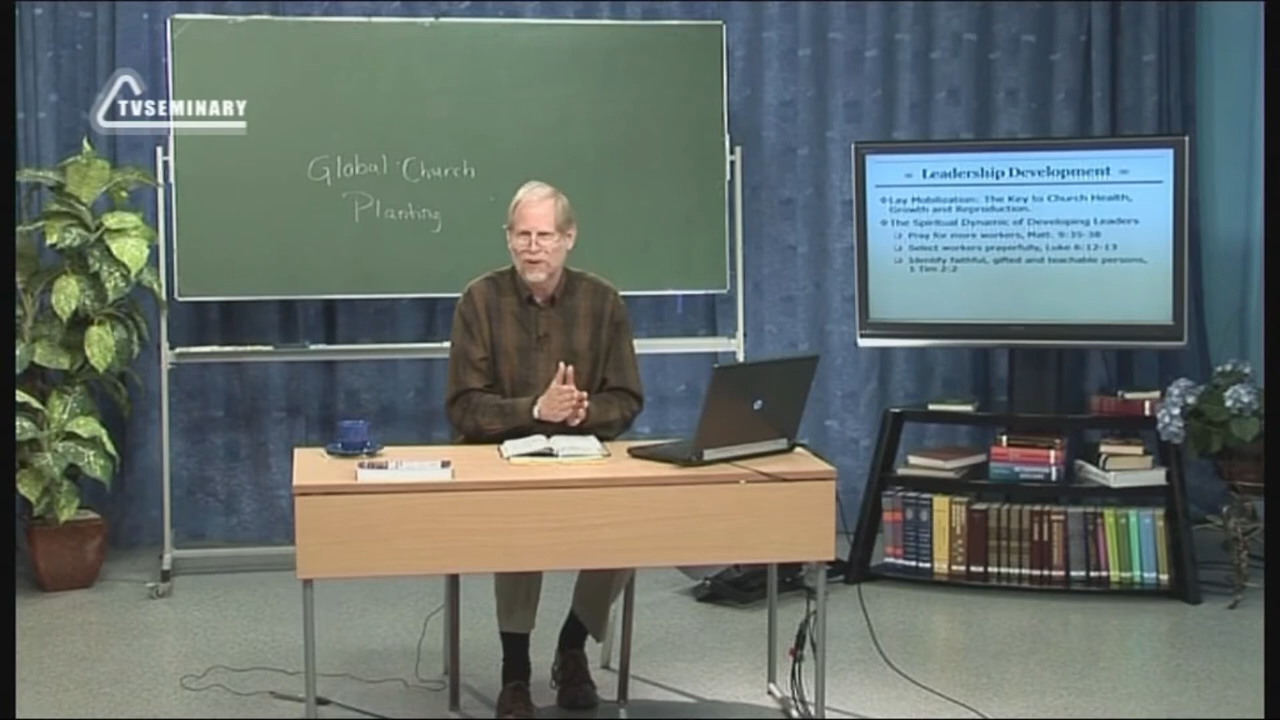 TVSEMINARY
Global Church
Planting
Leadership Development
Lay Mobilization: The Key to Church Health,
Growth and Reproduction.
The Spiritual Dynamic of Developing Leaders
Pray for more workers, Matt. 9:35-38
Select workers prayerfully, Luke 6:12-13
Identify faithful, gifted and teachable persons,
1 Tim 2:2